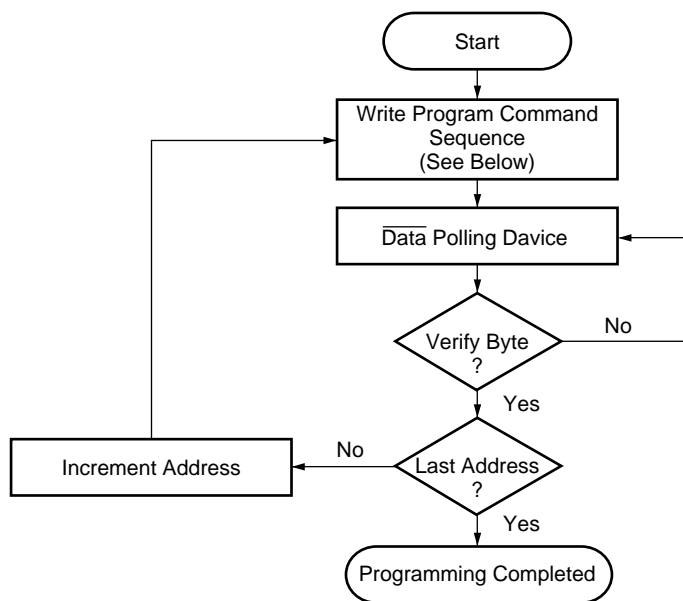 Start
Write Program Command
Sequence
(See Below)
Data Polling Davice
Verify Byte
?
No
Yes
Increment Address
No
Last Address
?
Yes
Programming Completed